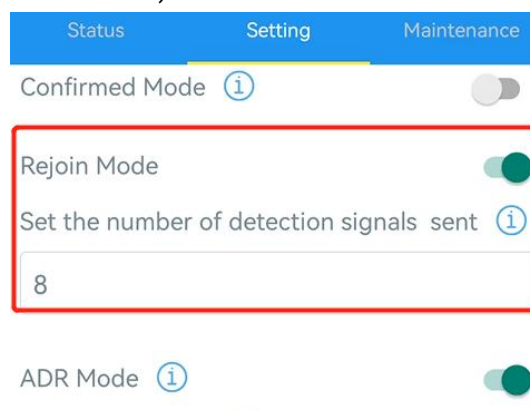 Status Setting Maintenance
Confirmed Mode i
Rejoin Mode
Set the number of detection signals sent i
8
ADR Mode i